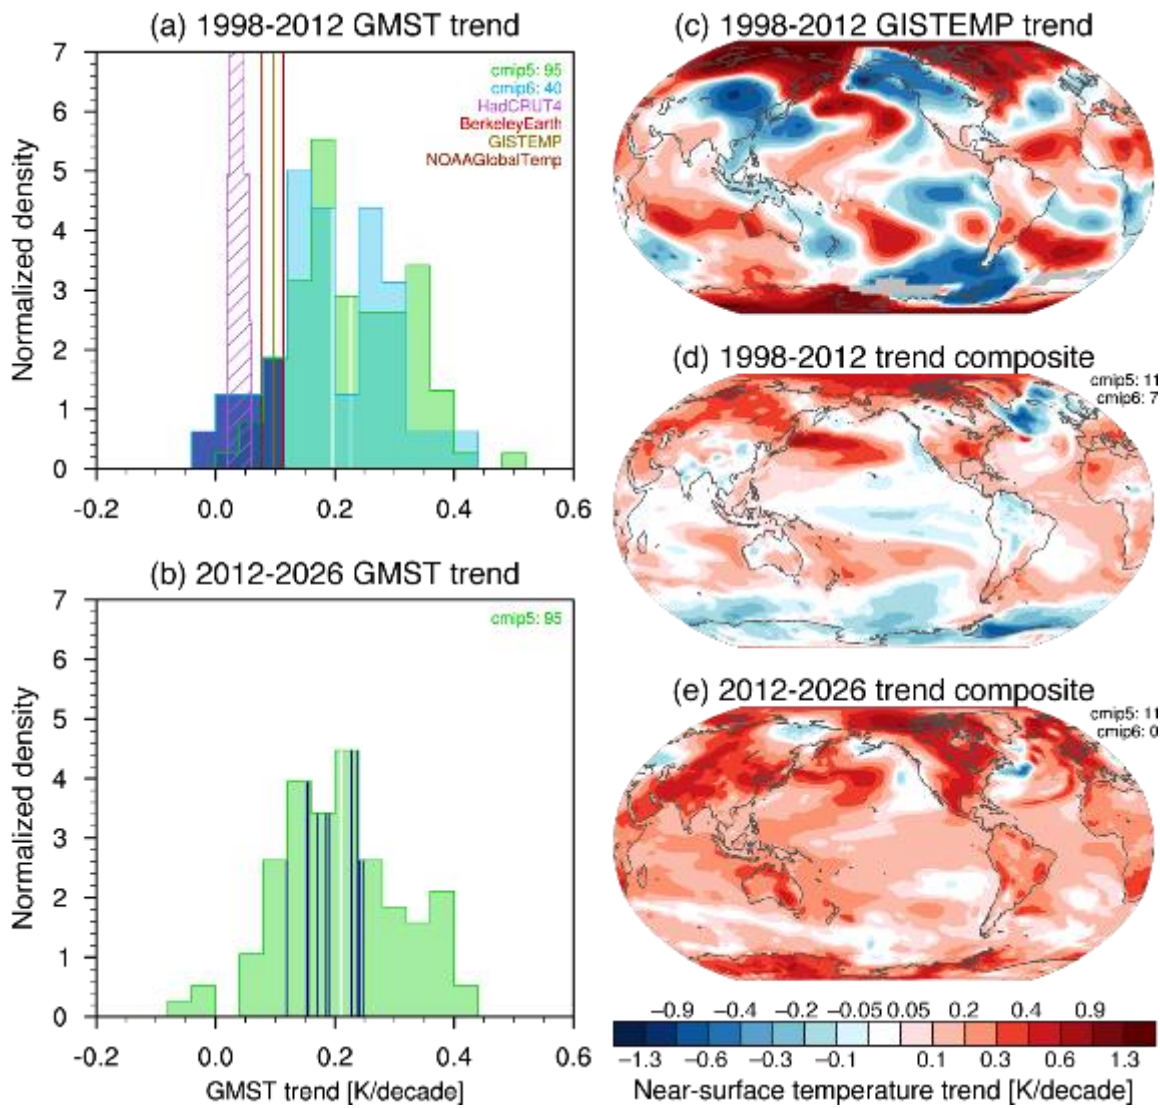 (a) 1998-2012 GMST trend
7
6
5
4
3
2
1
0
Normalized density
cmip5: 95
cmip6: 40
HadCRUT4
BerkeleyEarth
GISTEMP
NOAAGlobalTemp
-0.2 0.0 0.2 0.4 0.6
(b) 2012-2026 GMST trend
7
6
5
4
3
2
1
0
Normalized density
cmip5: 95
-0.2 0.0 0.2 0.4 0.6
GMST trend [K/decade]
(c) 1998-2012 GISTEMP trend
(d) 1998-2012 trend composite
cmip5: 11
cmip6: 7
(e) 2012-2026 trend composite
cmip5: 11
cmip6: 0
−0.9 −0.4 −0.2 −0.05 0.05 0.2 0.4 0.9
−1.3 −0.6 −0.3 −0.1 0.1 0.3 0.6 1.3
Near-surface temperature trend [K/decade]